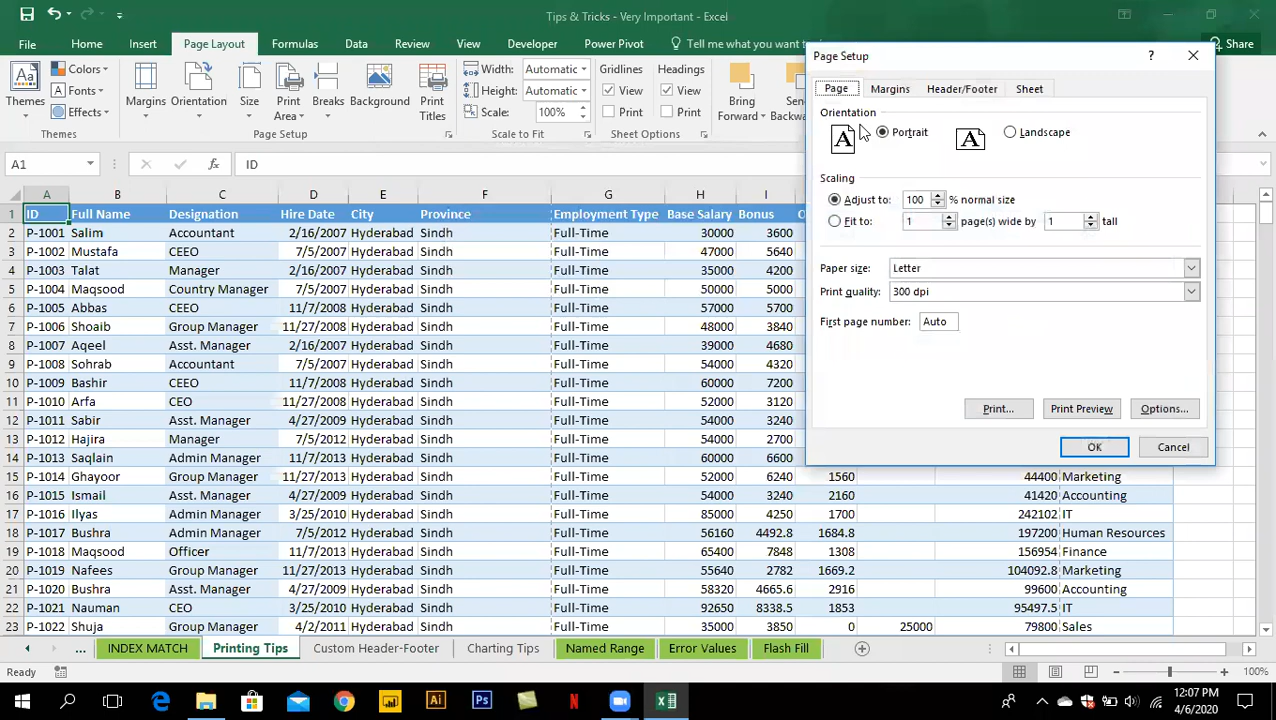 Tips & Tricks - Very Important - Excel
File Home Insert Page Layout Formulas Data Review View Developer Power Pivot Tell me what you want Share
Themes Colors Fonts Effects
Margins Orientation Size Print Area Breaks Background Print Titles
Width: Automatic
Height: Automatic
Scale: 100%
Gridlines View Print
Headings View Print
Bring Forward
Themes Page Setup Scale to Fit
A1 fx ID
A B C D E F G H I
1 ID Full Name Designation Hire Date City Province Employment Type Base Salary Bonus
2 P-1001 Salim Accountant 2/16/2007 Hyderabad Sindh Full-Time 30000 3600
3 P-1002 Mustafa CEEO 7/5/2007 Hyderabad Sindh Full-Time 47000 5640
4 P-1003 Talat Manager 2/16/2007 Hyderabad Sindh Full-Time 35000 4200
5 P-1004 Maqsood Country Manager 7/5/2007 Hyderabad Sindh Full-Time 50000 5000
6 P-1005 Abbas CEEO 11/7/2008 Hyderabad Sindh Full-Time 57000 5700
7 P-1006 Shoaib Group Manager 11/27/2008 Hyderabad Sindh Full-Time 48000 3840
8 P-1007 Aqeel Asst. Manager 2/16/2007 Hyderabad Sindh Full-Time 39000 4680
9 P-1008 Sohrab Accountant 7/5/2007 Hyderabad Sindh Full-Time 54000 4320
10 P-1009 Bashir CEEO 11/7/2008 Hyderabad Sindh Full-Time 60000 7200
11 P-1010 Arfa CEO 11/27/2008 Hyderabad Sindh Full-Time 52000 3120
12 P-1011 Sabir Asst. Manager 4/27/2009 Hyderabad Sindh Full-Time 54000 3240
13 P-1012 Hajira Manager 7/5/2012 Hyderabad Sindh Full-Time 54000 2700
14 P-1013 Saqlain Admin Manager 11/7/2013 Hyderabad Sindh Full-Time 60000 6600
15 P-1014 Ghayoor Group Manager 11/27/2013 Hyderabad Sindh Full-Time 52000 6240 1560 44400 Marketing
16 P-1015 Ismail Asst. Manager 4/27/2009 Hyderabad Sindh Full-Time 54000 3240 2160 41420 Accounting
17 P-1016 Ilyas Admin Manager 3/25/2010 Hyderabad Sindh Full-Time 85000 4250 1700 242102 IT
18 P-1017 Bushra Admin Manager 7/5/2012 Hyderabad Sindh Full-Time 56160 4492.8 1684.8 197200 Human Resources
19 P-1018 Maqsood Officer 11/7/2013 Hyderabad Sindh Full-Time 65400 7848 1308 156954 Finance
20 P-1019 Nafees Group Manager 11/27/2013 Hyderabad Sindh Full-Time 55640 2782 1669.2 104092.8 Marketing
21 P-1020 Bushra Asst. Manager 4/27/2009 Hyderabad Sindh Full-Time 58320 4665.6 2916 99600 Accounting
22 P-1021 Nauman CEO 3/25/2010 Hyderabad Sindh Full-Time 92650 8338.5 1853 95497.5 IT
23 P-1022 Shuja Group Manager 4/2/2011 Hyderabad Sindh Full-Time 35000 3850 0 25000 79800 Sales
Page Setup ?
Page Margins Header/Footer Sheet
Orientation
A Portrait A Landscape
Scaling
Adjust to: 100 % normal size
Fit to: 1 page(s) wide by 1 tall
Paper size: Letter
Print quality: 300 dpi
First page number: Auto
Print... Print Preview Options...
OK Cancel
... INDEX MATCH Printing Tips Custom Header-Footer Charting Tips Named Range Error Values Flash Fill
Ready 100%
Ai Ps N
12:07 PM
4/6/2020